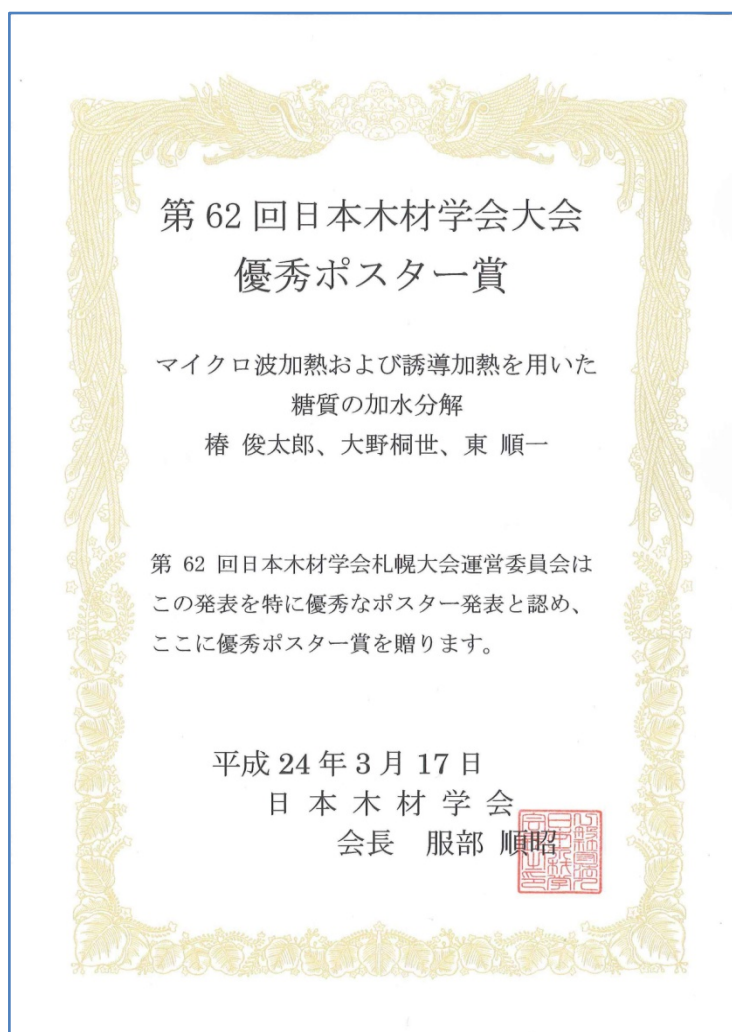 第 62 回日本木材学会大会
優秀ポスター賞
マイクロ波加熱および誘導加熱を用いた
糖質の加水分解
椿 俊太郎、大野桐世、東 順一
第 62 回日本木材学会札幌大会運営委員会は
この発表を特に優秀なポスター発表と認め、
ここに優秀ポスター賞を贈ります。
平成 24 年 3 月 17 日
日 本 木 材 学 会
会長 服部 順昭